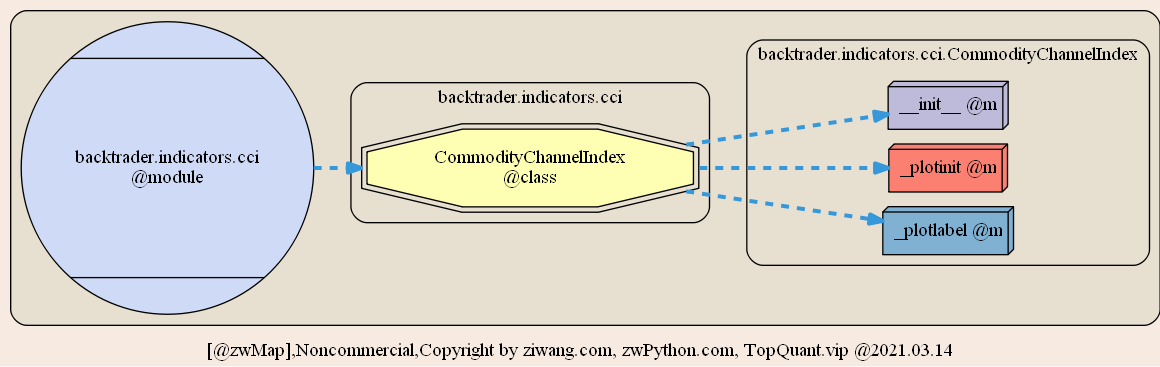 backtrader.indicators.cci
@module
backtrader.indicators.cci
CommodityChannelIndex
@class
backtrader.indicators.cci.CommodityChannelIndex
__init__ @m
_plotinit @m
_plotlabel @m
[@zwMap],Noncommercial,Copyright by ziwang.com, zwPython.com, TopQuant.vip @2021.03.14